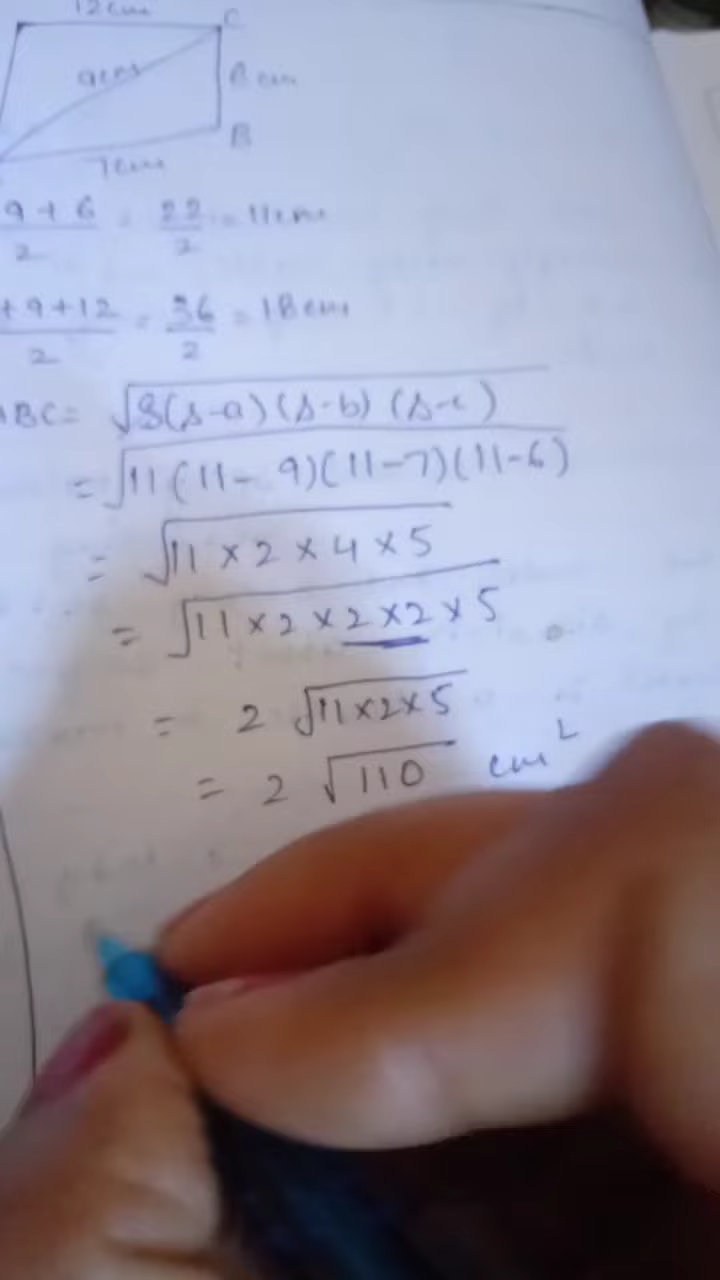 12cm
C
9cm
6cm
B
7cm
9 + 6 / 2 = 22 / 2 = 11cm
+ 9 + 12 / 2 = 36 / 2 = 18cm
ABC = √s(s-a)(s-b)(s-c)
= √11(11-9)(11-7)(11-6)
= √11 × 2 × 4 × 5
= √11 × 2 × 2 × 2 × 5
= 2 √11×2×5
= 2 √110 cm²